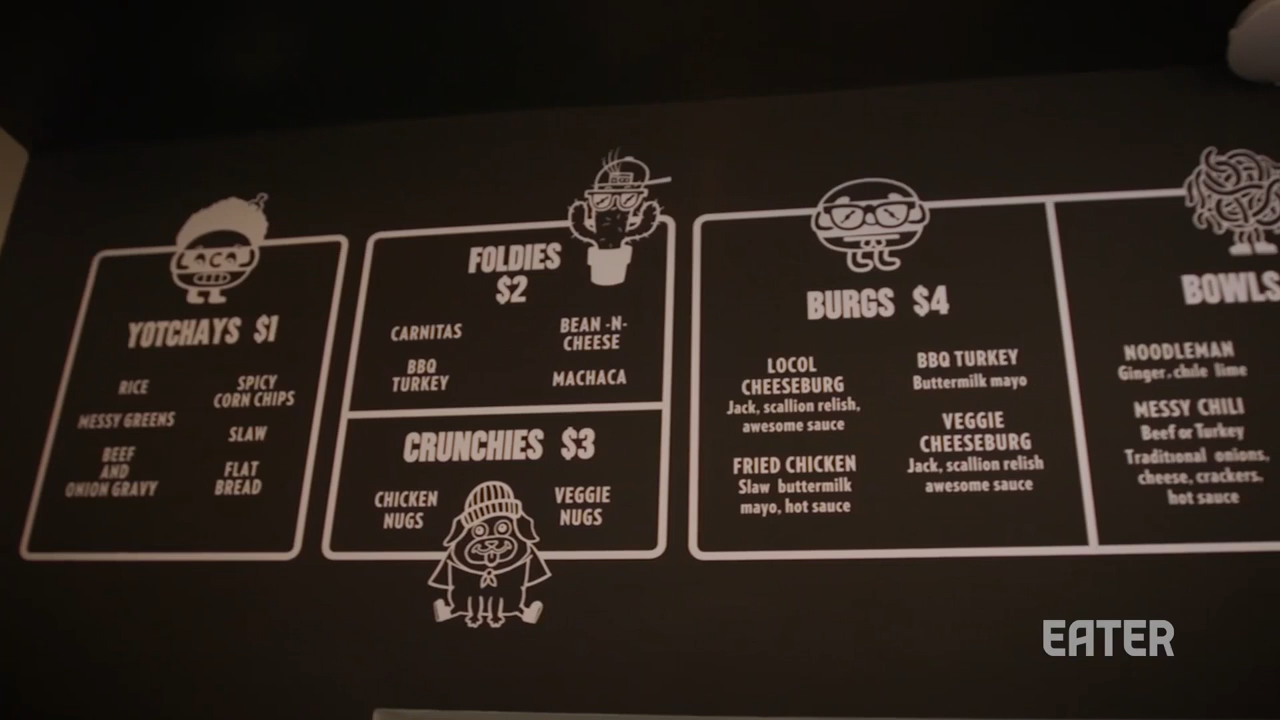 YOTCHAYS $1
RICE
MESSY GREENS
BEEF
AND
ONION GRAVY
SPICY
CORN CHIPS
SLAW
FLAT
BREAD
FOLDIES
$2
CARNITAS
BBQ
TURKEY
BEAN -N-
CHEESE
MACHACA
CRUNCHIES $3
CHICKEN
NUGS
VEGGIE
NUGS
BURGS $4
LOCOL
CHEESEBURG
Jack, scallion relish,
awesome sauce
FRIED CHICKEN
Slaw buttermilk
mayo, hot sauce
BBQ TURKEY
Buttermilk mayo
VEGGIE
CHEESEBURG
Jack, scallion relish
awesome sauce
BOWLS
NOODLEMAN
Ginger, chile lime
MESSY CHILI
Beef or Turkey
Traditional onions,
cheese, crackers,
hot sauce
EATER